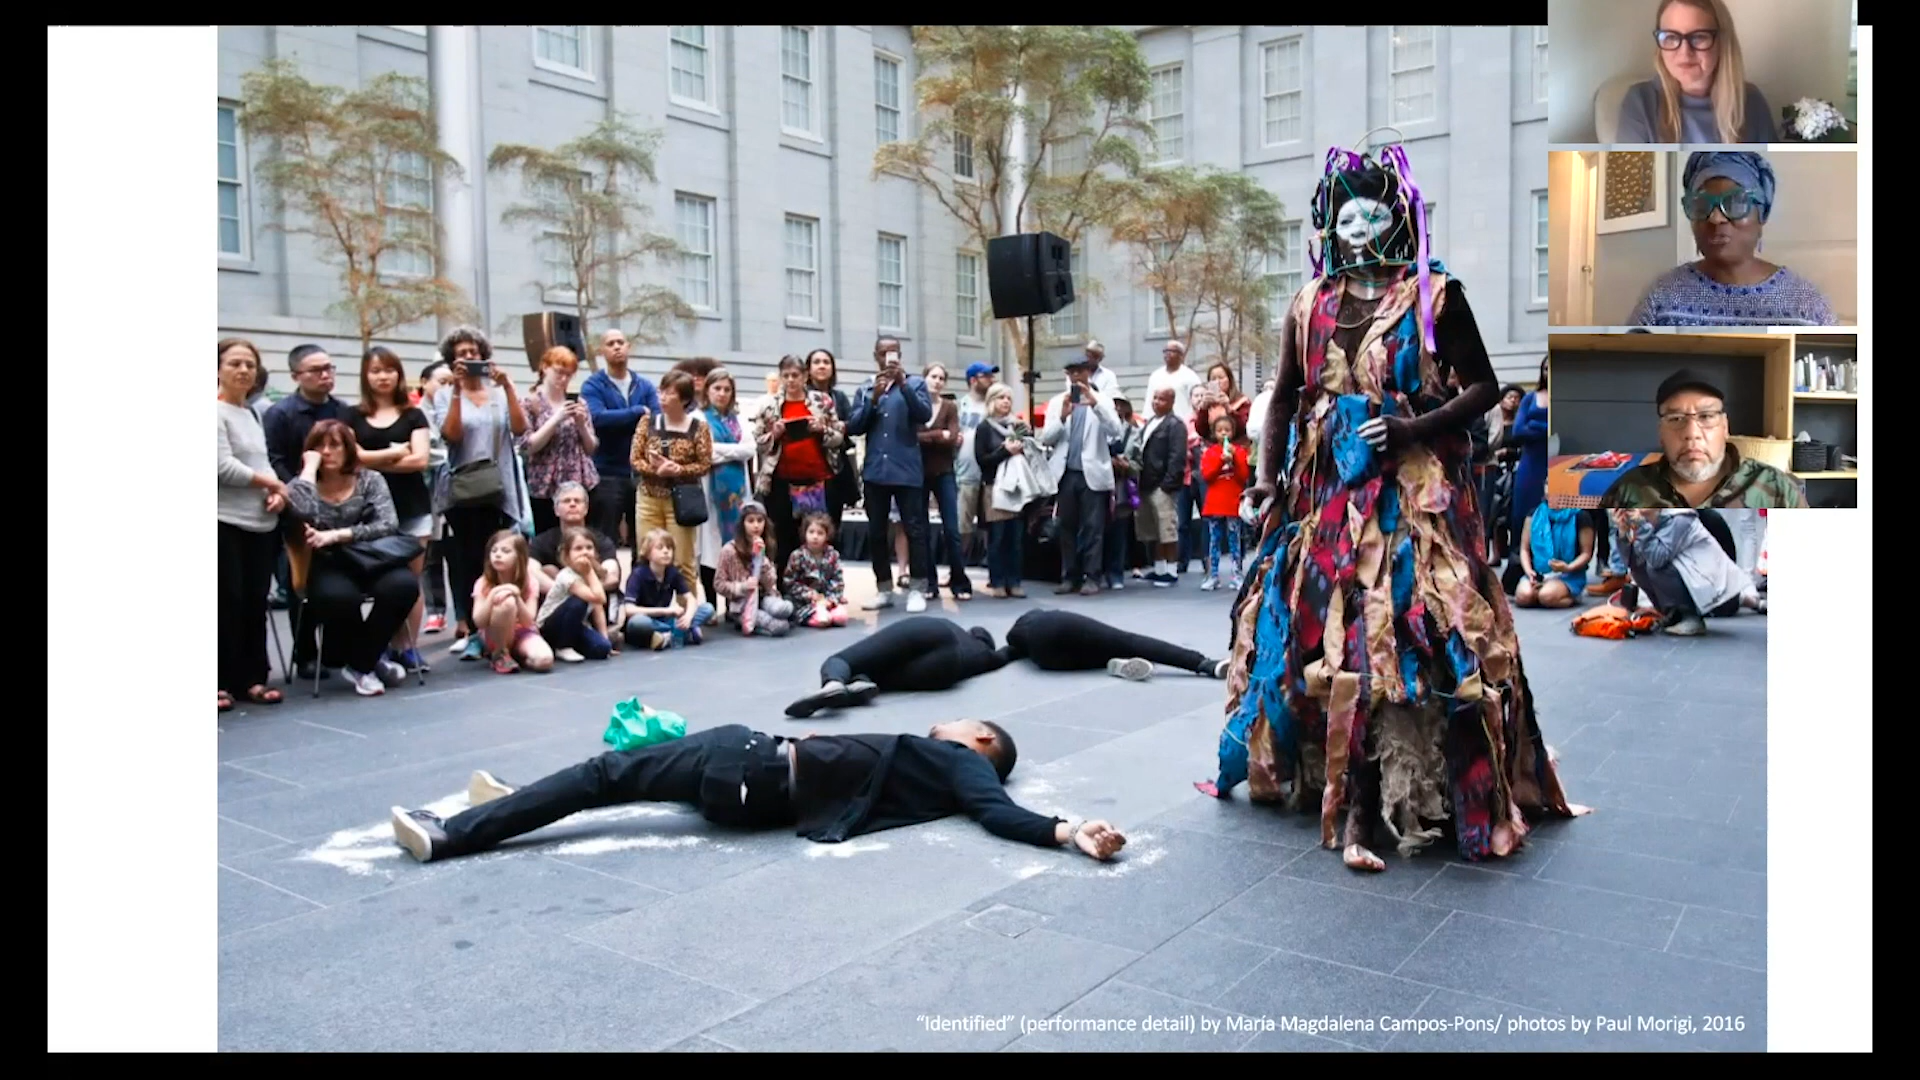 “Identified” (performance detail) by María Magdalena Campos-Pons/ photos by Paul Morigi, 2016